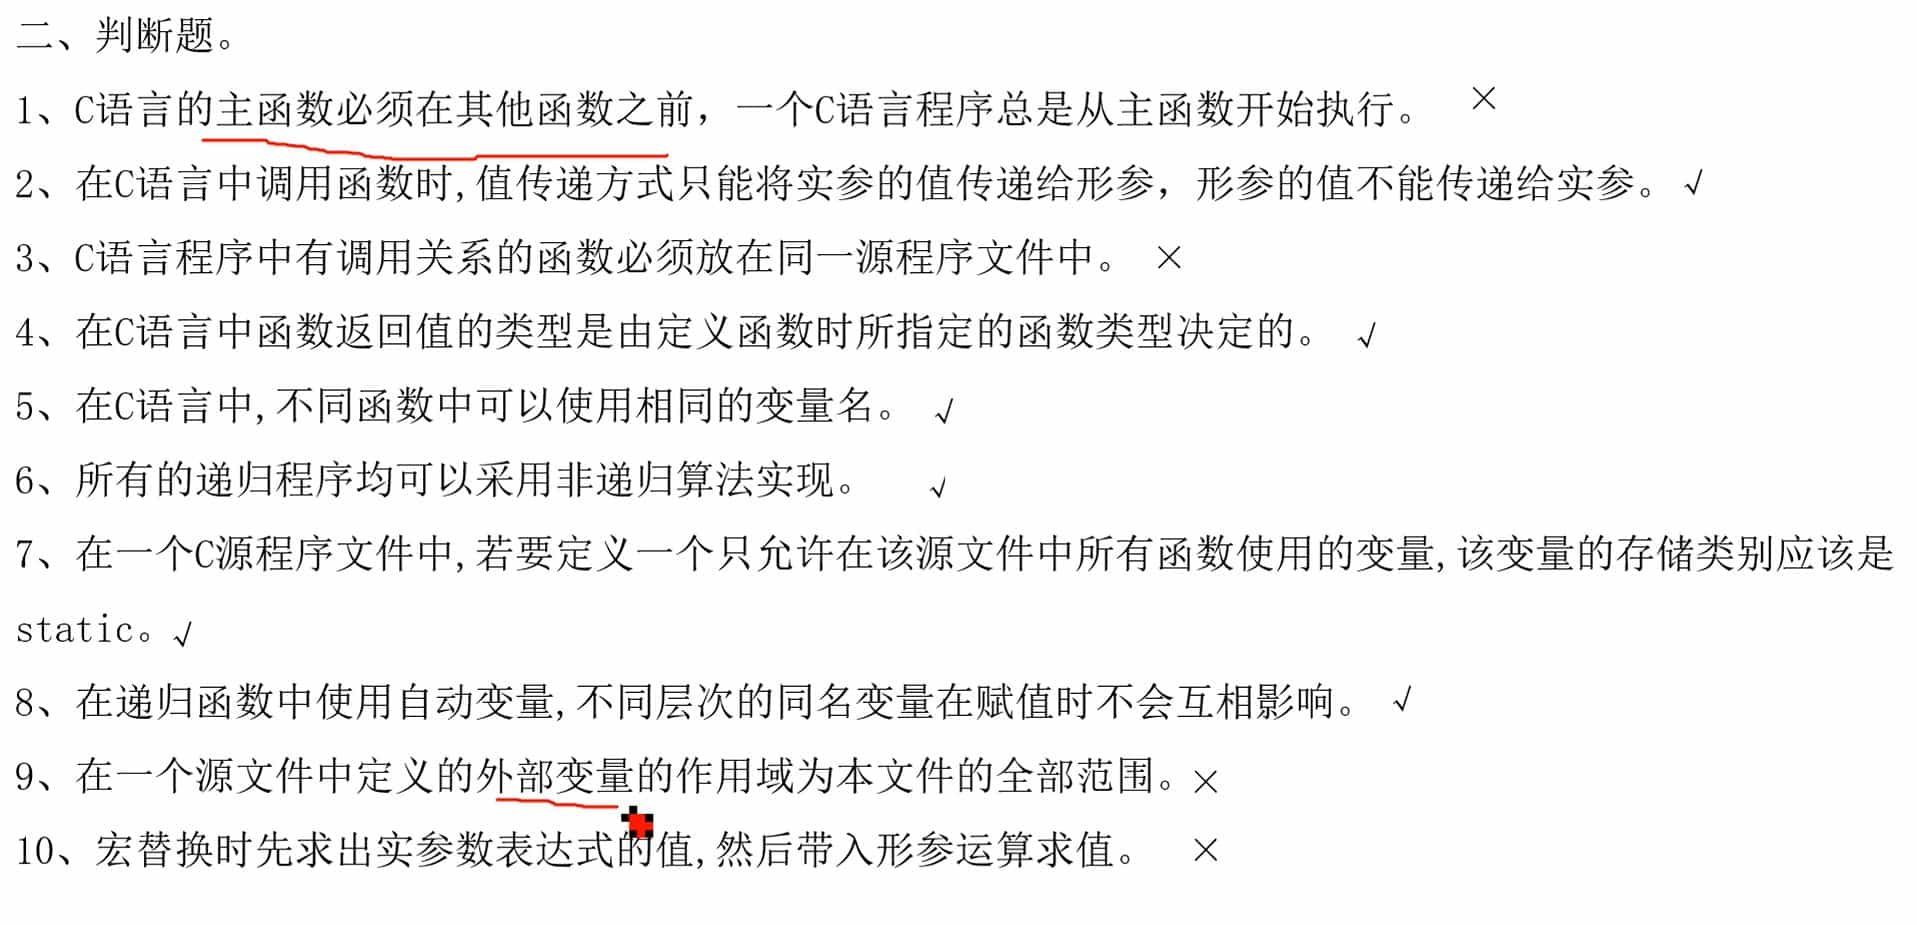 二、判断题。
1、C语言的主函数必须在其他函数之前，一个C语言程序总是从主函数开始执行。 ×
2、在C语言中调用函数时,值传递方式只能将实参的值传递给形参，形参的值不能传递给实参。√
3、C语言程序中有调用关系的函数必须放在同一源程序文件中。 ×
4、在C语言中函数返回值的类型是由定义函数时所指定的函数类型决定的。 √
5、在C语言中,不同函数中可以使用相同的变量名。 √
6、所有的递归程序均可以采用非递归算法实现。 √
7、在一个C源程序文件中,若要定义一个只允许在该源文件中所有函数使用的变量,该变量的存储类别应该是
static。√
8、在递归函数中使用自动变量,不同层次的同名变量在赋值时不会互相影响。 √
9、在一个源文件中定义的外部变量的作用域为本文件的全部范围。×
10、宏替换时先求出实参数表达式的值,然后带入形参运算求值。 ×